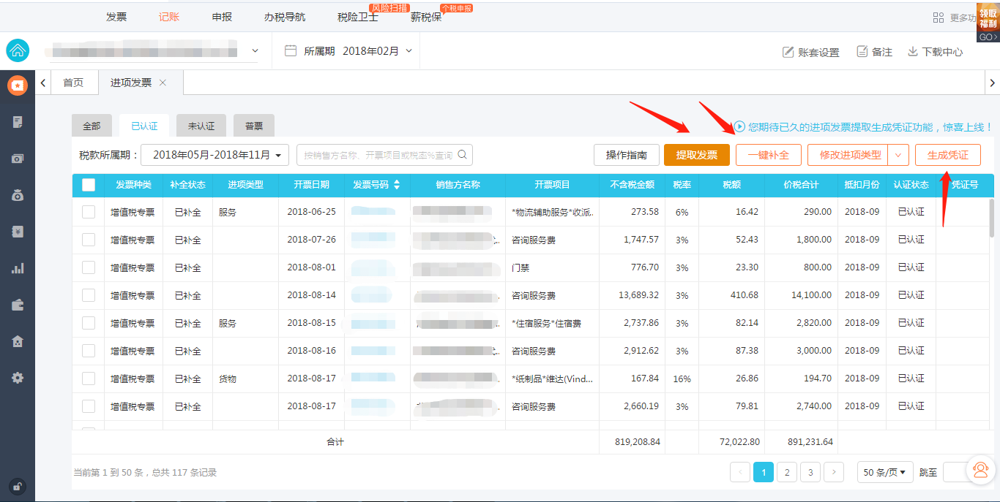 风险扫描 个税申报
发票 记账 申报 办税导航 税险卫士 薪税保 更多功
领取
福利
GO>
所属期 2018年02月 账套设置 备注 下载中心
首页 进项发票
全部 已认证 未认证 普票 您期待已久的进项发票提取生成凭证功能，惊喜上线！
税款所属期： 2018年05月-2018年11月 按销售方名称、开票项目或税率%查询 操作指南 提取发票 一键补全 修改进项类型 生成凭证
发票种类 补全状态 进项类型 开票日期 发票号码 销售方名称 开票项目 不含税金额 税率 税额 价税合计 抵扣月份 认证状态 凭证号
增值税专票 已补全 服务 2018-06-25 *物流辅助服务*收派.. 273.58 6% 16.42 290.00 2018-09 已认证
增值税专票 已补全 2018-07-26 咨询服务费 1,747.57 3% 52.43 1,800.00 2018-09 已认证
增值税专票 已补全 2018-08-01 门禁 776.70 3% 23.30 800.00 2018-09 已认证
增值税专票 已补全 2018-08-14 咨询服务费 13,689.32 3% 410.68 14,100.00 2018-09 已认证
增值税专票 已补全 服务 2018-08-15 *住宿服务*住宿费 2,737.86 3% 82.14 2,820.00 2018-09 已认证
增值税专票 已补全 2018-08-16 咨询服务费 2,912.62 3% 87.38 3,000.00 2018-09 已认证
增值税专票 已补全 货物 2018-08-17 *纸制品*维达(Vind... 167.84 16% 26.86 194.70 2018-09 已认证
增值税专票 已补全 2018-08-17 咨询服务费 2,660.19 3% 79.81 2,740.00 2018-09 已认证
合计 819,208.84 72,022.80 891,231.64
当前第 1 到 50 条，总共 117 条记录 1 2 3 50 条/页 跳至